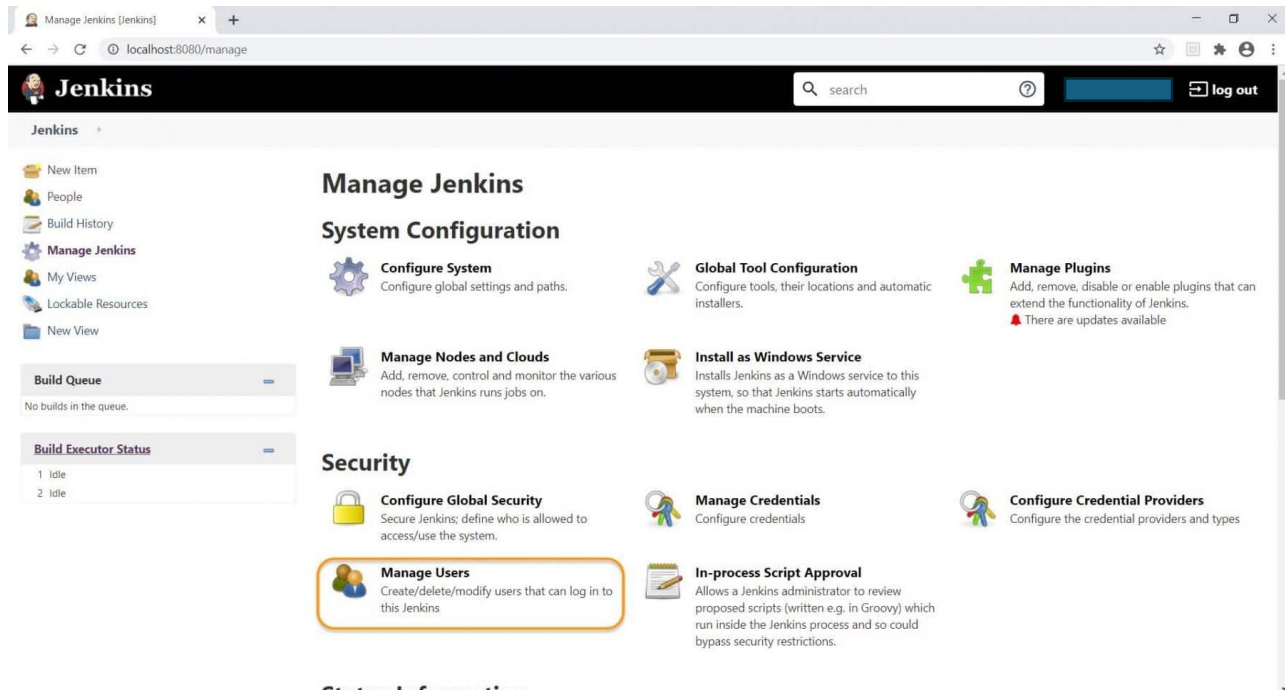 Manage Jenkins [Jenkins]
localhost:8080/manage
Jenkins
search
log out
Jenkins
New Item
People
Build History
Manage Jenkins
My Views
Lockable Resources
New View
Build Queue
No builds in the queue.
Build Executor Status
1 Idle
2 Idle
Manage Jenkins
System Configuration
Configure System
Configure global settings and paths.
Global Tool Configuration
Configure tools, their locations and automatic
installers.
Manage Plugins
Add, remove, disable or enable plugins that can
extend the functionality of Jenkins.
There are updates available
Manage Nodes and Clouds
Add, remove, control and monitor the various
nodes that Jenkins runs jobs on.
Install as Windows Service
Installs Jenkins as a Windows service to this
system, so that Jenkins starts automatically
when the machine boots.
Security
Configure Global Security
Secure Jenkins; define who is allowed to
access/use the system.
Manage Credentials
Configure credentials
Configure Credential Providers
Configure the credential providers and types
Manage Users
Create/delete/modify users that can log in to
this Jenkins
In-process Script Approval
Allows a Jenkins administrator to review
proposed scripts (written e.g. in Groovy) which
run inside the Jenkins process and so could
bypass security restrictions.